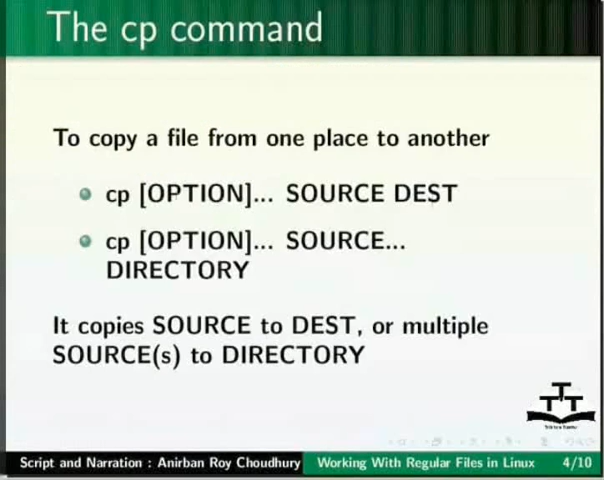 The cp command
To copy a file from one place to another
cp [OPTION]... SOURCE DEST
cp [OPTION]... SOURCE...
DIRECTORY
It copies SOURCE to DEST, or multiple
SOURCE(s) to DIRECTORY
Script and Narration : Anirban Roy Choudhury Working With Regular Files in Linux 4/10